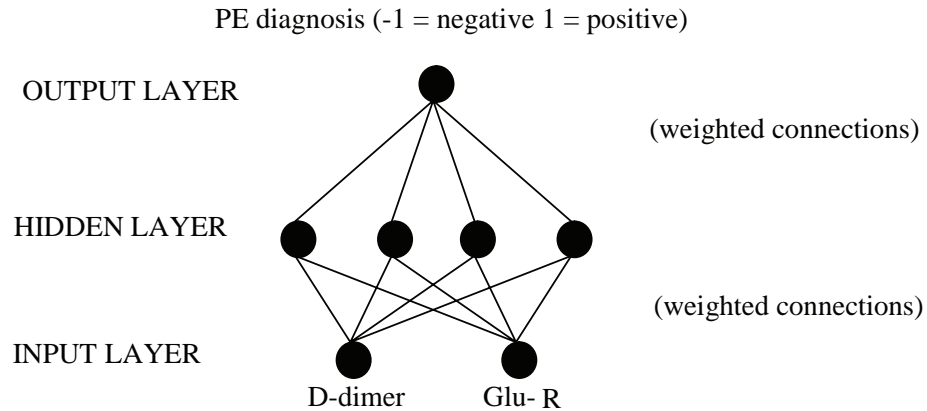 PE diagnosis (-1 = negative 1 = positive)
OUTPUT LAYER
(weighted connections)
HIDDEN LAYER
(weighted connections)
INPUT LAYER
D-dimer
Glu- R